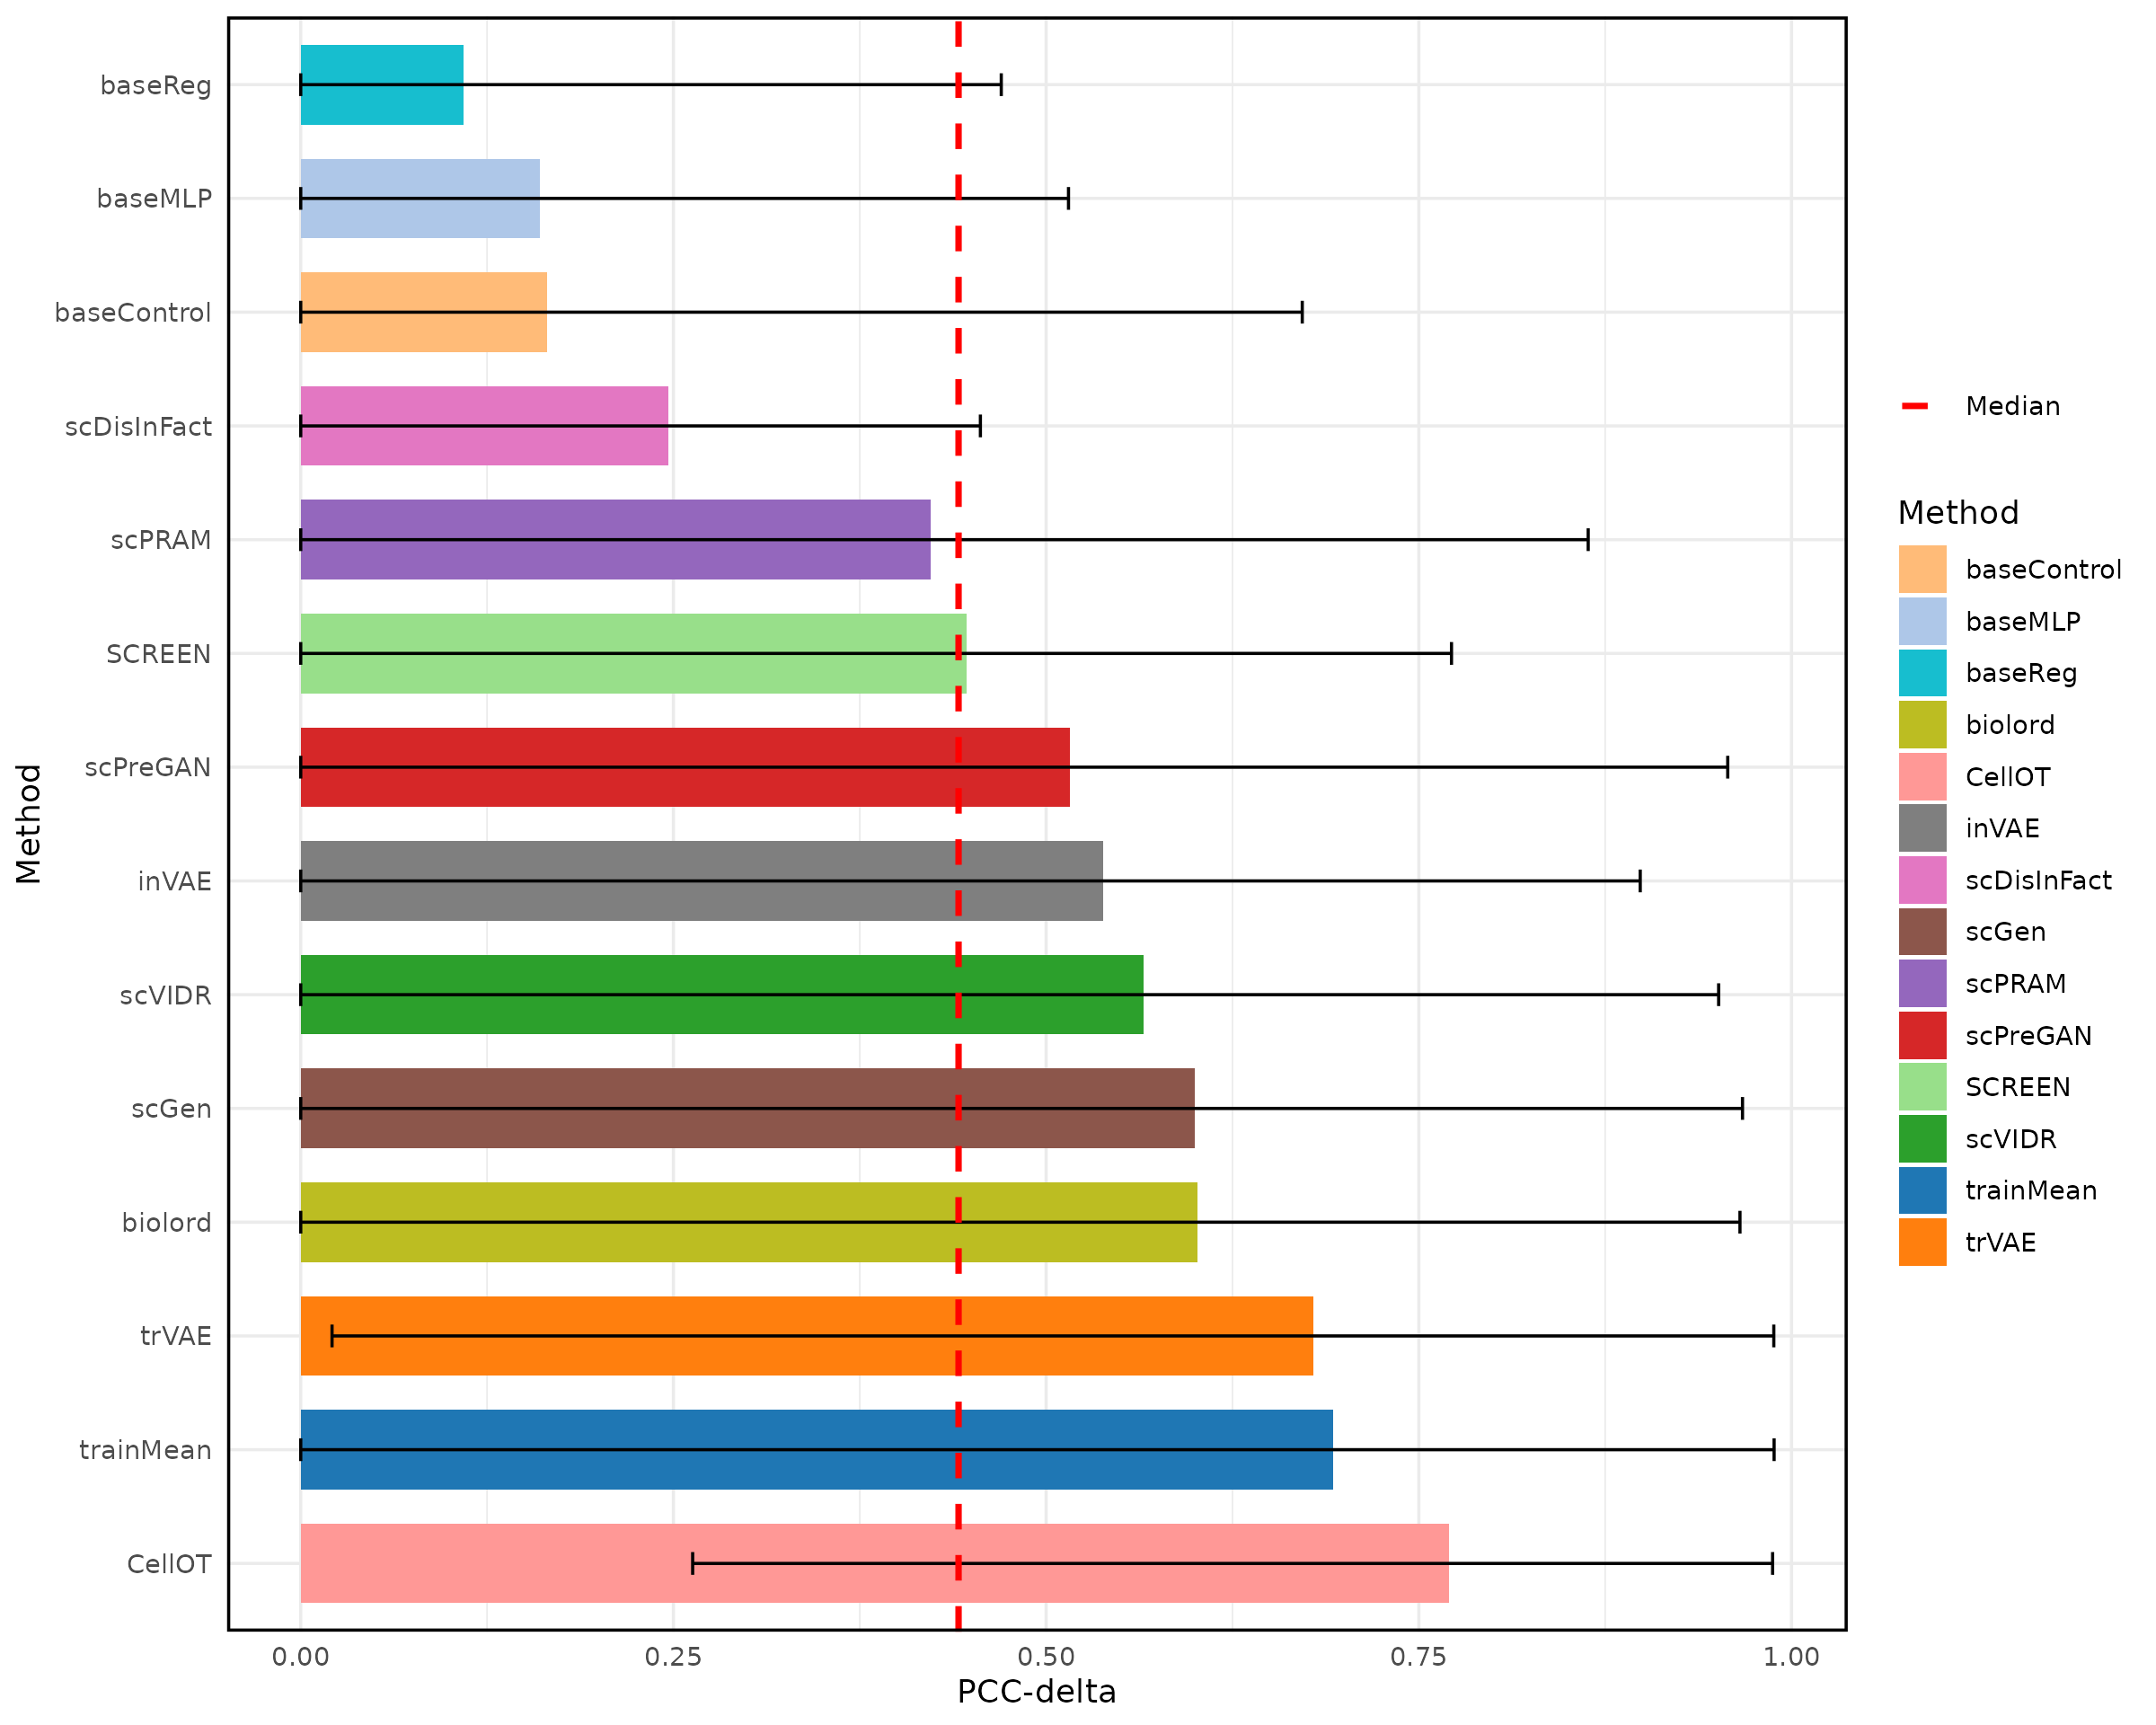 baseReg
baseMLP
baseControl
scDisInFact
scPRAM
SCREEN
scPreGAN
inVAE
scVIDR
scGen
biolord
trVAE
trainMean
CellOT
Method
0.00 0.25 0.50 0.75 1.00
PCC-delta
Median
Method
baseControl
baseMLP
baseReg
biolord
CellOT
inVAE
scDisInFact
scGen
scPRAM
scPreGAN
SCREEN
scVIDR
trainMean
trVAE